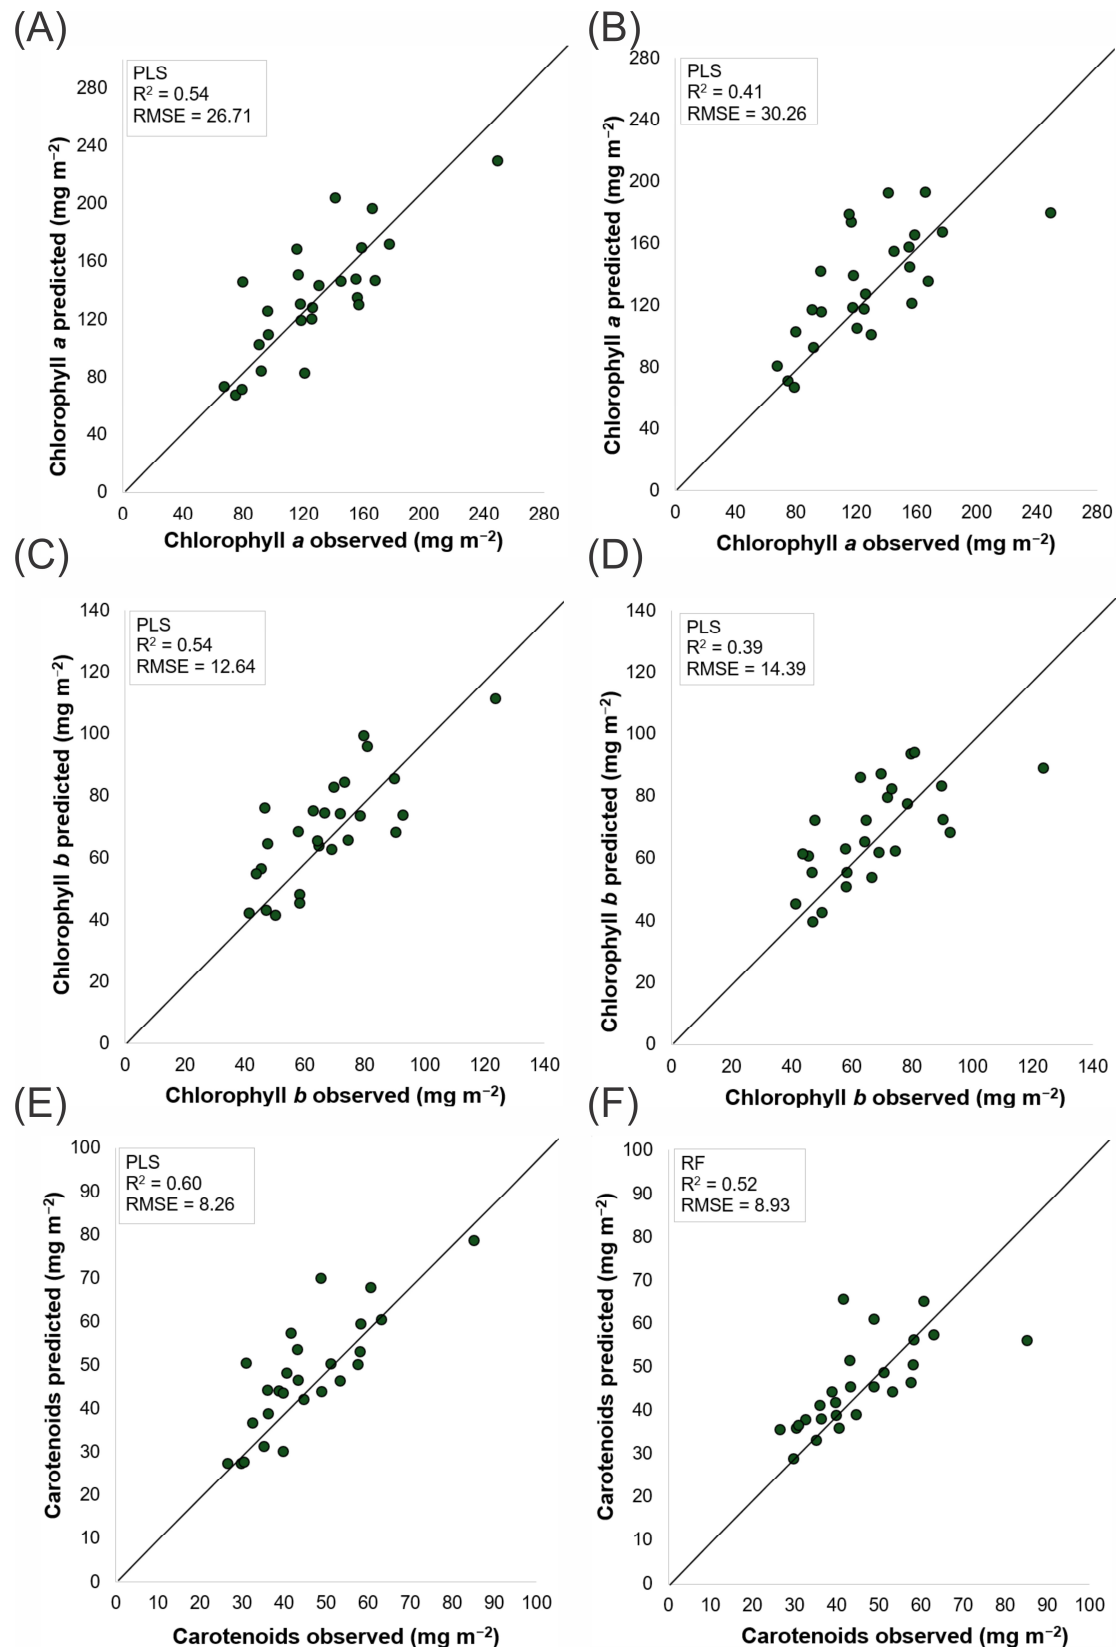 (A)
PLS
R² = 0.54
RMSE = 26.71
280
240
200
160
120
80
40
0
0 40 80 120 160 200 240 280
Chlorophyll a predicted (mg m−2)
Chlorophyll a observed (mg m−2)
(B)
PLS
R² = 0.41
RMSE = 30.26
280
240
200
160
120
80
40
0
0 40 80 120 160 200 240 280
Chlorophyll a predicted (mg m−2)
Chlorophyll a observed (mg m−2)
(C)
PLS
R² = 0.54
RMSE = 12.64
140
120
100
80
60
40
20
0
0 20 40 60 80 100 120 140
Chlorophyll b predicted (mg m−2)
Chlorophyll b observed (mg m−2)
(D)
PLS
R² = 0.39
RMSE = 14.39
140
120
100
80
60
40
20
0
0 20 40 60 80 100 120 140
Chlorophyll b predicted (mg m−2)
Chlorophyll b observed (mg m−2)
(E)
PLS
R² = 0.60
RMSE = 8.26
100
90
80
70
60
50
40
30
20
10
0
0 10 20 30 40 50 60 70 80 90 100
Carotenoids predicted (mg m−2)
Carotenoids observed (mg m−2)
(F)
RF
R² = 0.52
RMSE = 8.93
100
90
80
70
60
50
40
30
20
10
0
0 10 20 30 40 50 60 70 80 90 100
Carotenoids predicted (mg m−2)
Carotenoids observed (mg m−2)